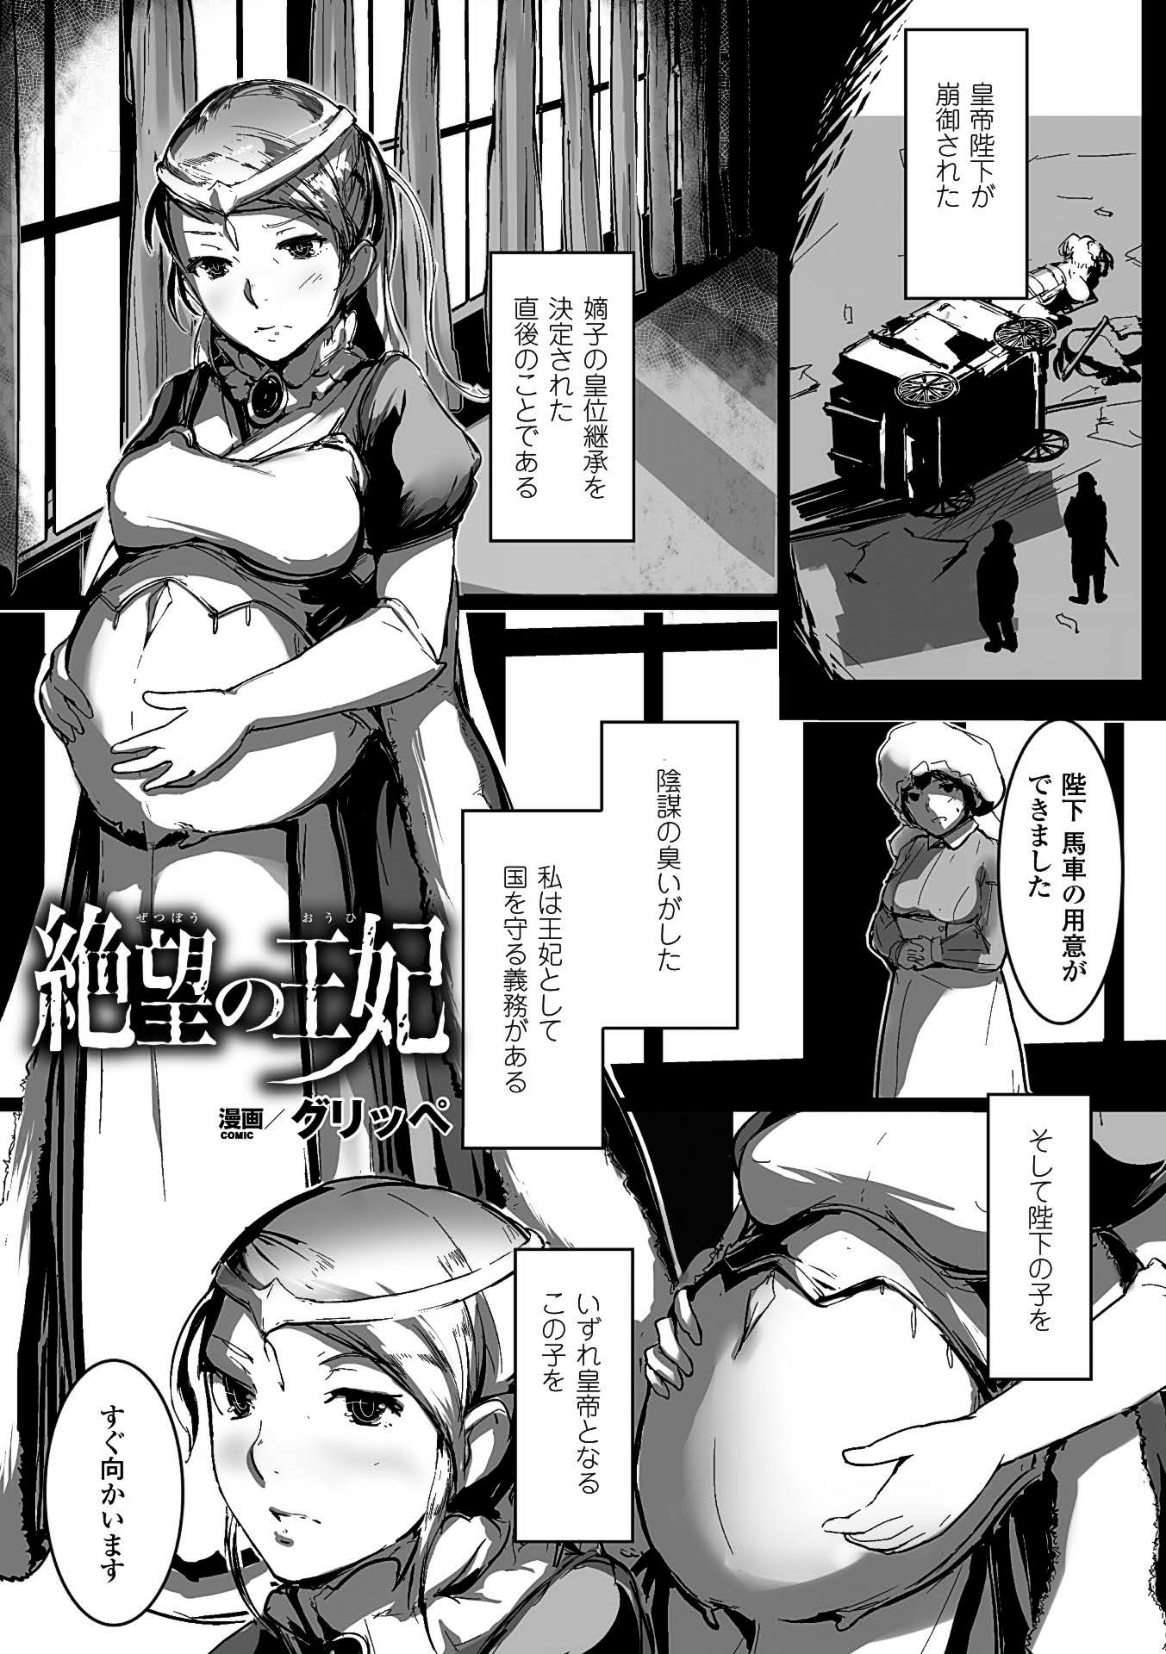 皇帝陛下が
崩御された
嫡子の皇位継承を
決定された
直後のことである
陛下 馬車の用意が
できました
陰謀の臭いがした
私は王妃として
国を守る義務がある
ぜつぼう おうひ
絶望の王妃
漫画/グリッペ
COMIC
そして陛下の子を
いずれ皇帝となる
この子を
すぐ向かいます